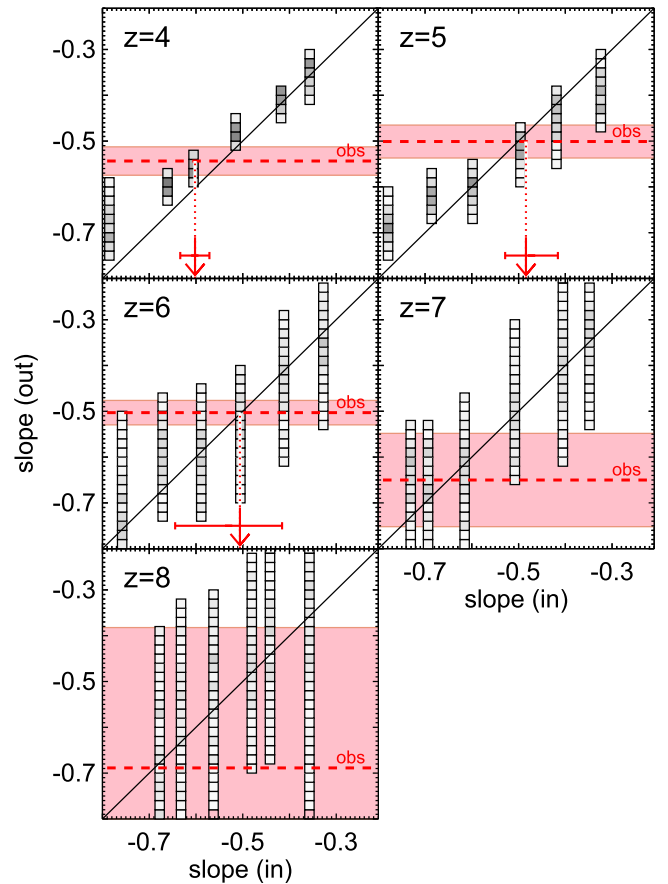 z=4
z=5
-0.3
-0.5
-0.7
obs
obs
z=6
z=7
-0.3
-0.5
-0.7
slope (out)
obs
obs
z=8
-0.7 -0.5 -0.3
slope (in)
-0.3
-0.5
-0.7
obs
-0.7 -0.5 -0.3
slope (in)